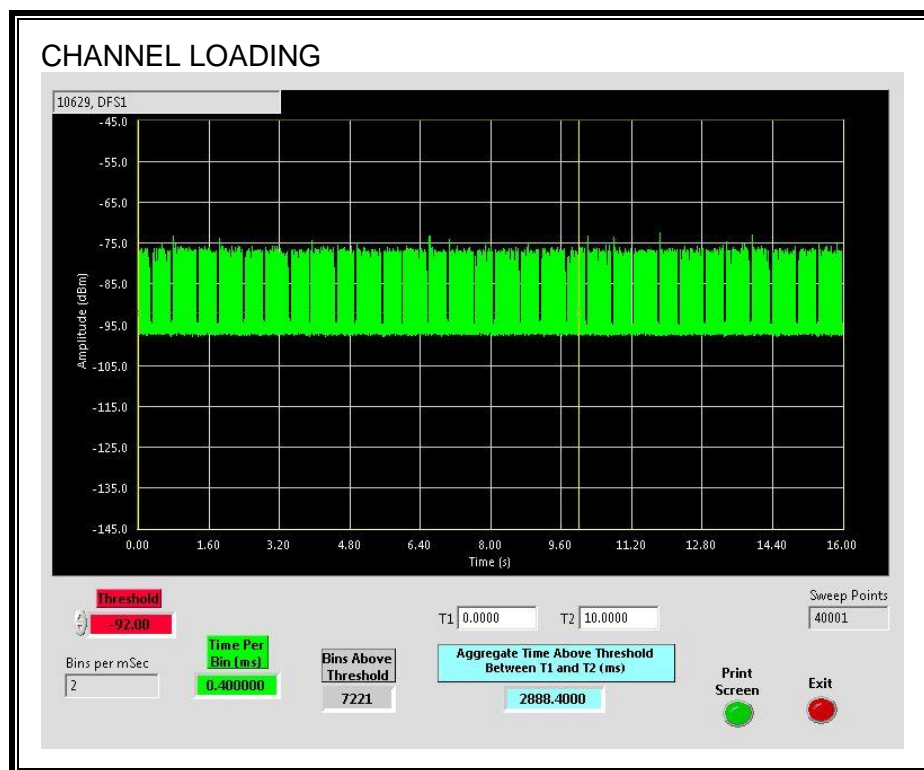 CHANNEL LOADING
10629, DFS1
-45.0
-55.0
-65.0
-75.0
-85.0
-95.0
-105.0
-115.0
-125.0
-135.0
-145.0
Amplitude (dBm)
0.00 1.60 3.20 4.80 6.40 8.00 9.60 11.20 12.80 14.40 16.00
Time (s)
Threshold
-92.00
Bins per mSec
2
Time Per
Bin (ms)
0.400000
Bins Above
Threshold
7221
T1 0.0000 T2 10.0000
Aggregate Time Above Threshold
Between T1 and T2 (ms)
2888.4000
Sweep Points
40001
Print
Screen
Exit